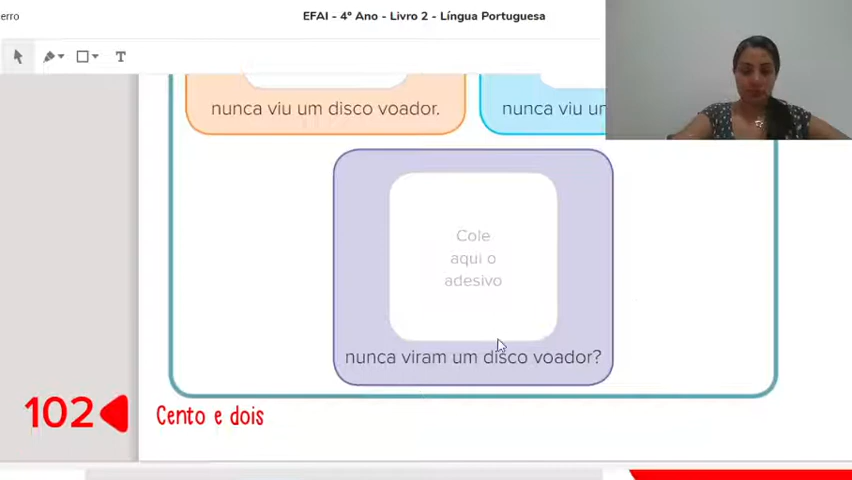 erro
EFAI - 4º Ano - Livro 2 - Língua Portuguesa
T
nunca viu um disco voador.
nunca viu
Cole
aqui o
adesivo
nunca viram um disco voador?
102
Cento e dois